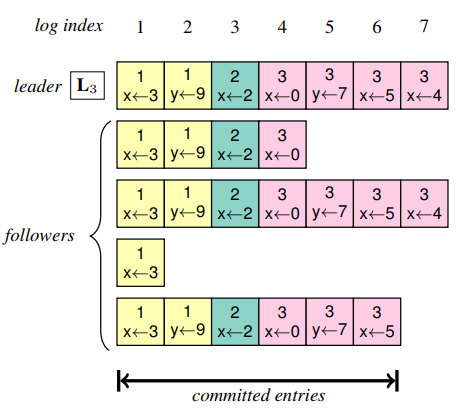 log index 1 2 3 4 5 6 7
leader L₃
1 1 2 3 3 3 3
x←3 y←9 x←2 x←0 y←7 x←5 x←4
1 1 2 3
x←3 y←9 x←2 x←0
1 1 2 3 3 3 3
x←3 y←9 x←2 x←0 y←7 x←5 x←4
followers
1
x←3
1 1 2 3 3 3
x←3 y←9 x←2 x←0 y←7 x←5
committed entries